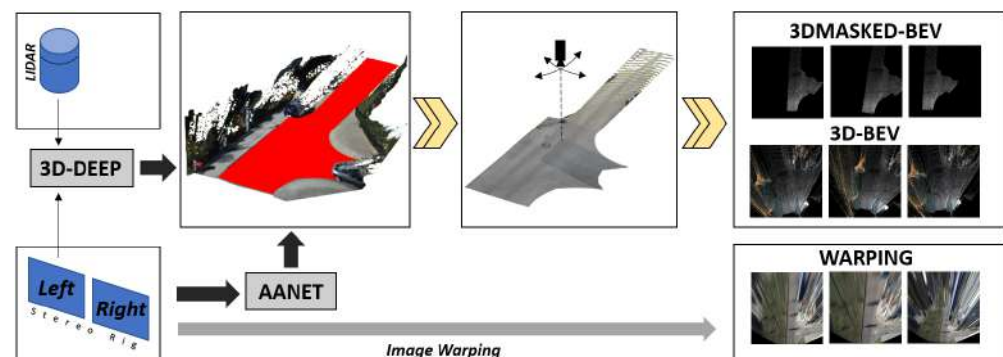 LIDAR
3D-DEEP
Left
Right
Stereo Rig
AANET
Image Warping
3DMASKED-BEV
3D-BEV
WARPING